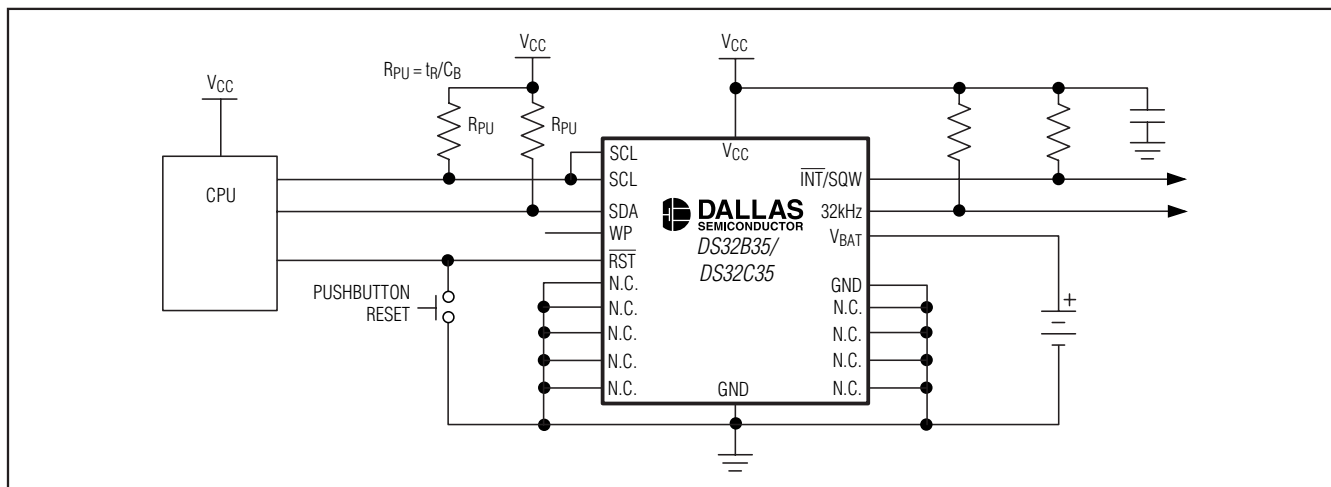 VCC
RPU = tR/CB
VCC
RPU
RPU
VCC
CPU
PUSHBUTTON
RESET
SCL
SCL
SDA
WP
RST
N.C.
N.C.
N.C.
N.C.
N.C.
VCC
DALLAS
SEMICONDUCTOR
DS32B35/
DS32C35
GND
INT/SQW
32kHz
VBAT
GND
N.C.
N.C.
N.C.
N.C.
+